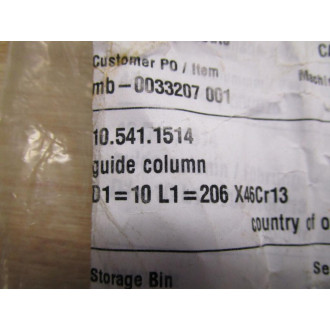 Customer PO / Item
mb-0033207 001
10.541.1514
guide column
D1=10 L1=206 X46Cr13
country of o
Storage Bin
Se